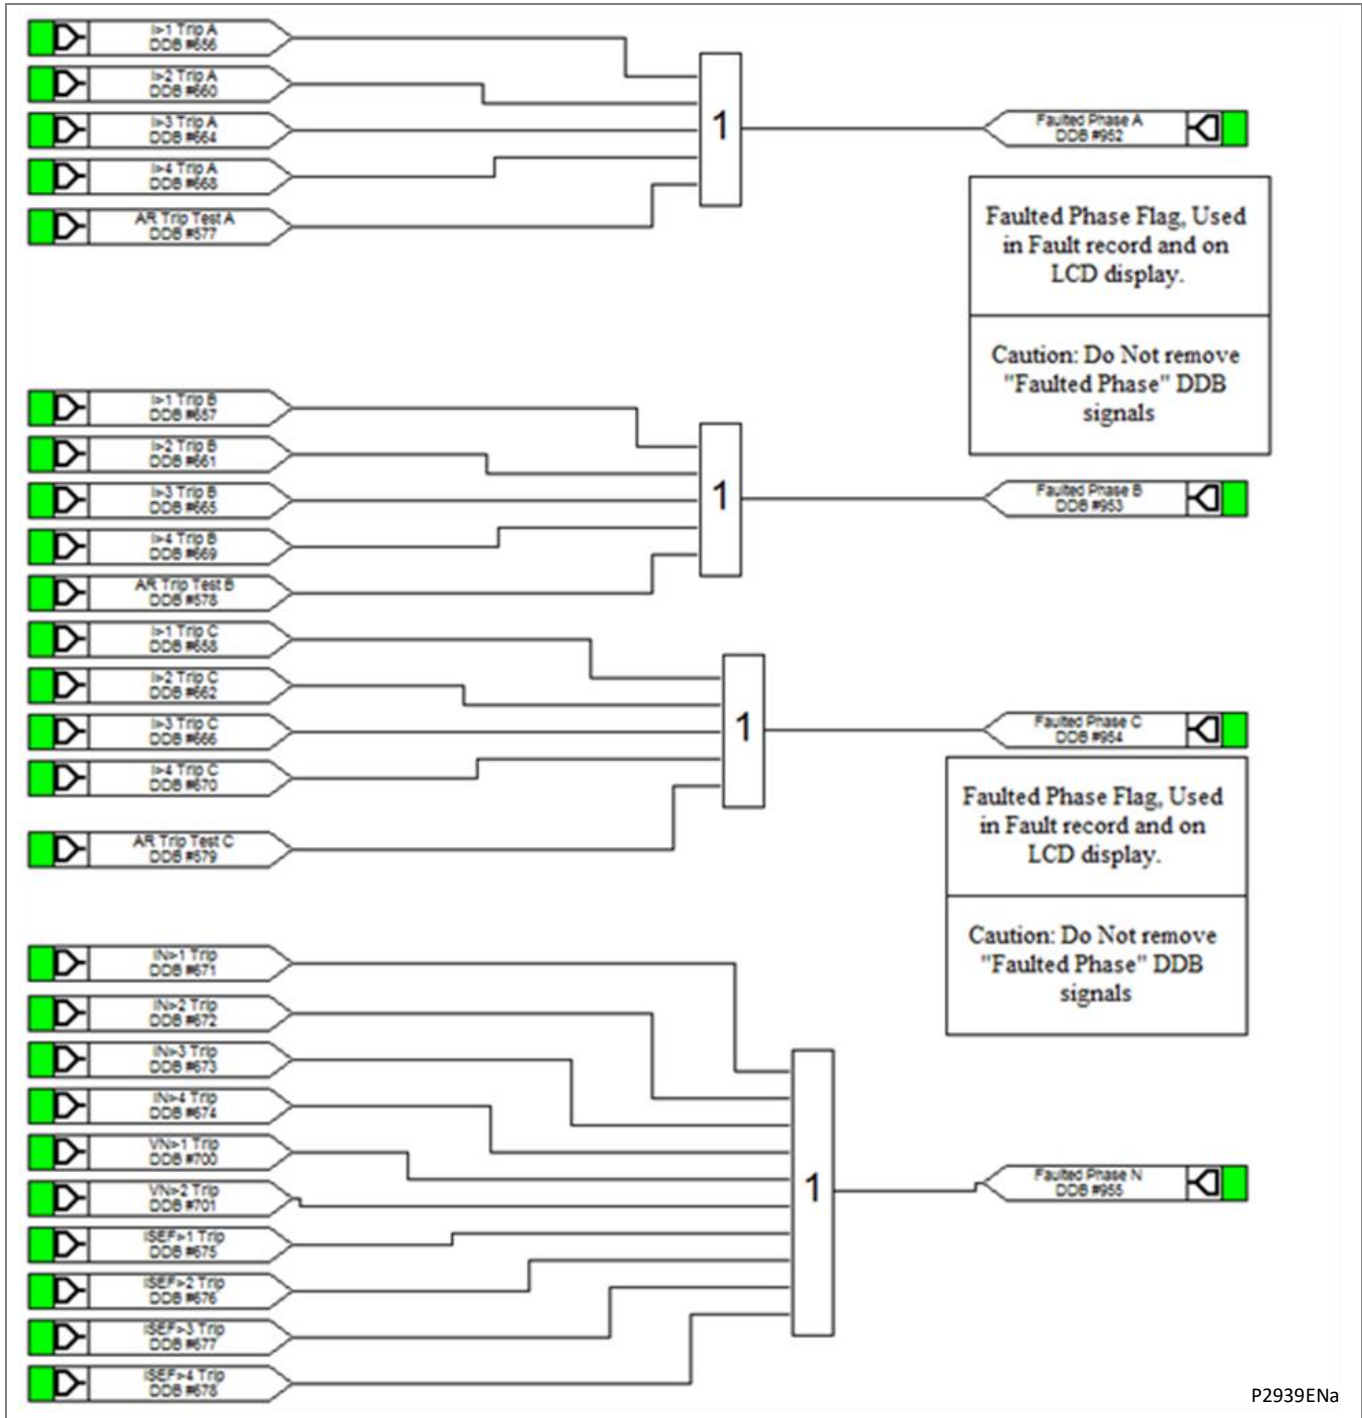 I>1 Trip A
DDB #656
I>2 Trip A
DDB #660
I>3 Trip A
DDB #664
I>4 Trip A
DDB #668
AR Trip Test A
DDB #577
1
Faulted Phase A
DDB #952
Faulted Phase Flag, Used
in Fault record and on
LCD display.
Caution: Do Not remove
"Faulted Phase" DDB
signals
I>1 Trip B
DDB #657
I>2 Trip B
DDB #661
I>3 Trip B
DDB #665
I>4 Trip B
DDB #669
AR Trip Test B
DDB #578
1
Faulted Phase B
DDB #953
I>1 Trip C
DDB #658
I>2 Trip C
DDB #662
I>3 Trip C
DDB #666
I>4 Trip C
DDB #670
AR Trip Test C
DDB #579
1
Faulted Phase C
DDB #954
Faulted Phase Flag, Used
in Fault record and on
LCD display.
Caution: Do Not remove
"Faulted Phase" DDB
signals
IN>1 Trip
DDB #671
IN>2 Trip
DDB #672
IN>3 Trip
DDB #673
IN>4 Trip
DDB #674
VN>1 Trip
DDB #700
VN>2 Trip
DDB #701
ISEF>1 Trip
DDB #675
ISEF>2 Trip
DDB #676
ISEF>3 Trip
DDB #677
ISEF>4 Trip
DDB #678
1
Faulted Phase N
DDB #955
P2939ENa